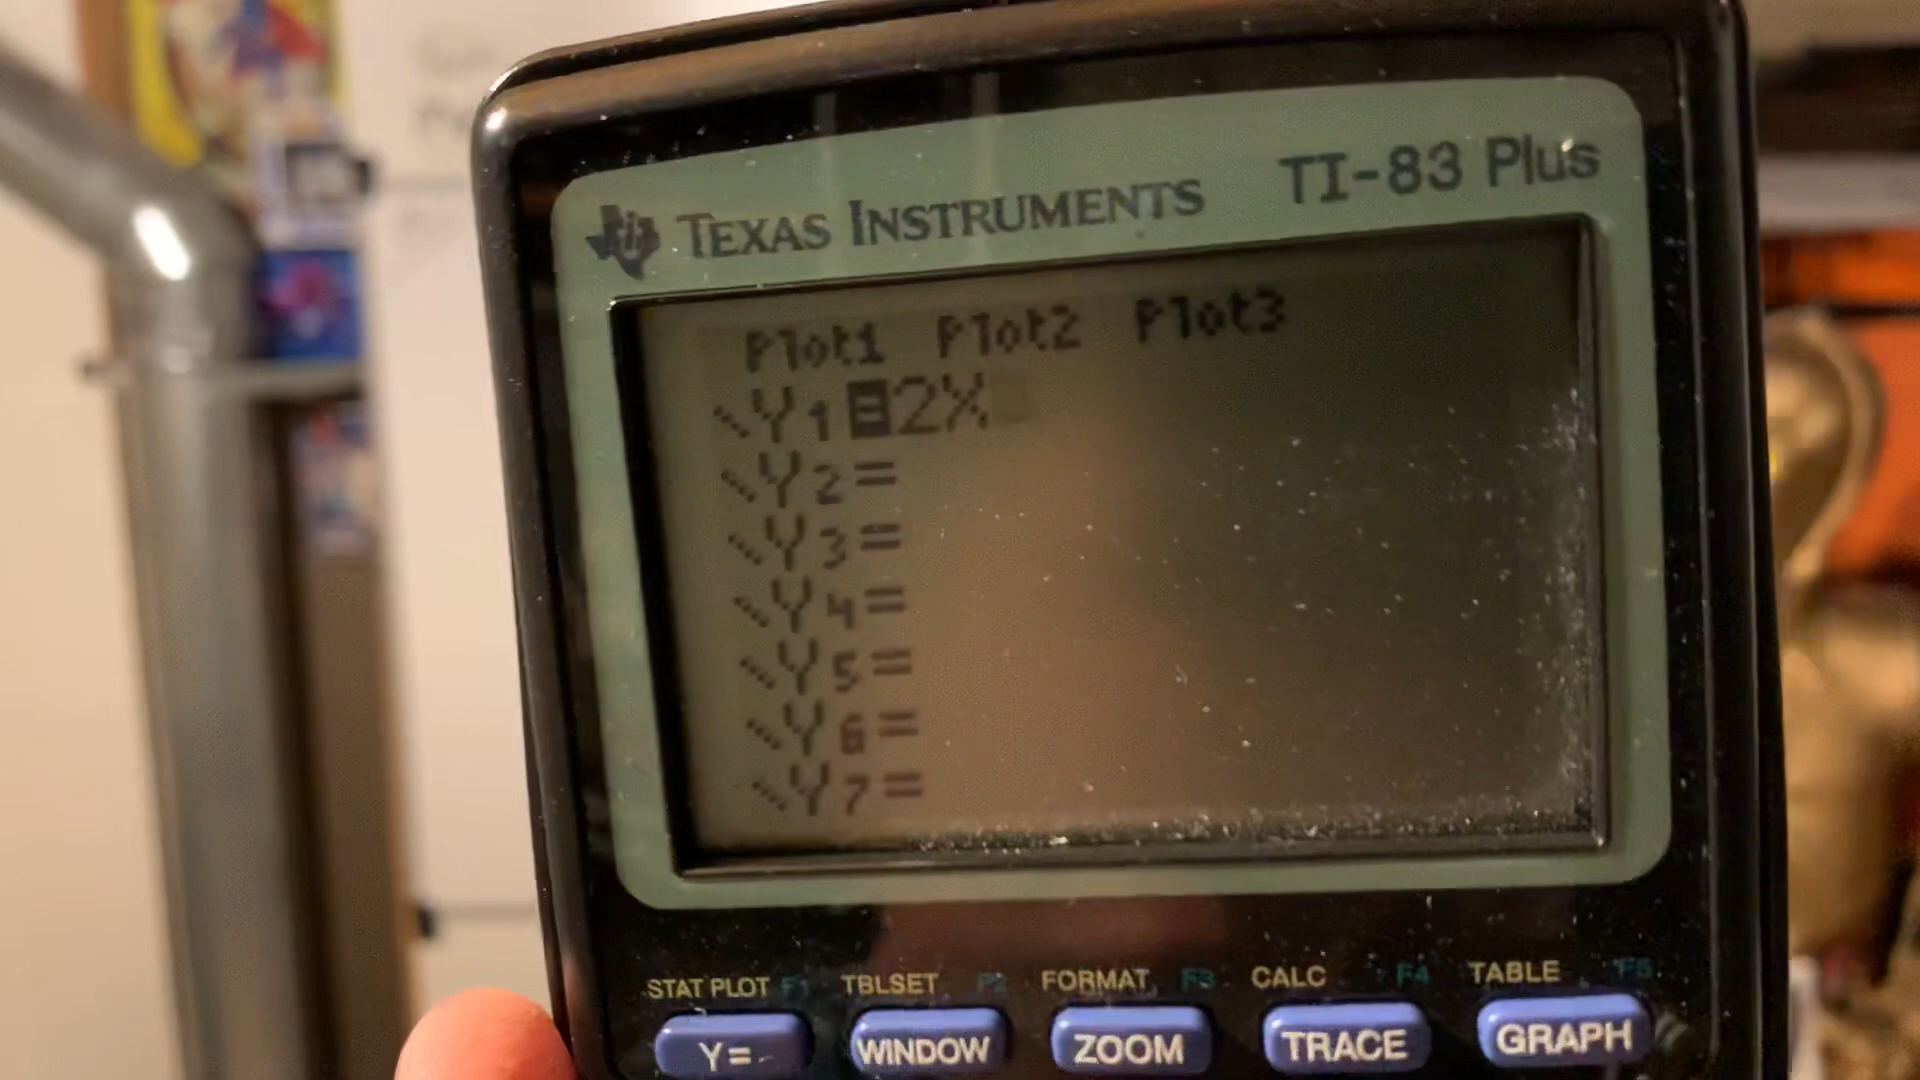 TEXAS INSTRUMENTS TI-83 Plus
Plot1 Plot2 Plot3
\Y1=2X
\Y2=
\Y3=
\Y4=
\Y5=
\Y6=
\Y7=
STAT PLOT F1 TBLSET F2 FORMAT F3 CALC F4 TABLE F5
Y= WINDOW ZOOM TRACE GRAPH